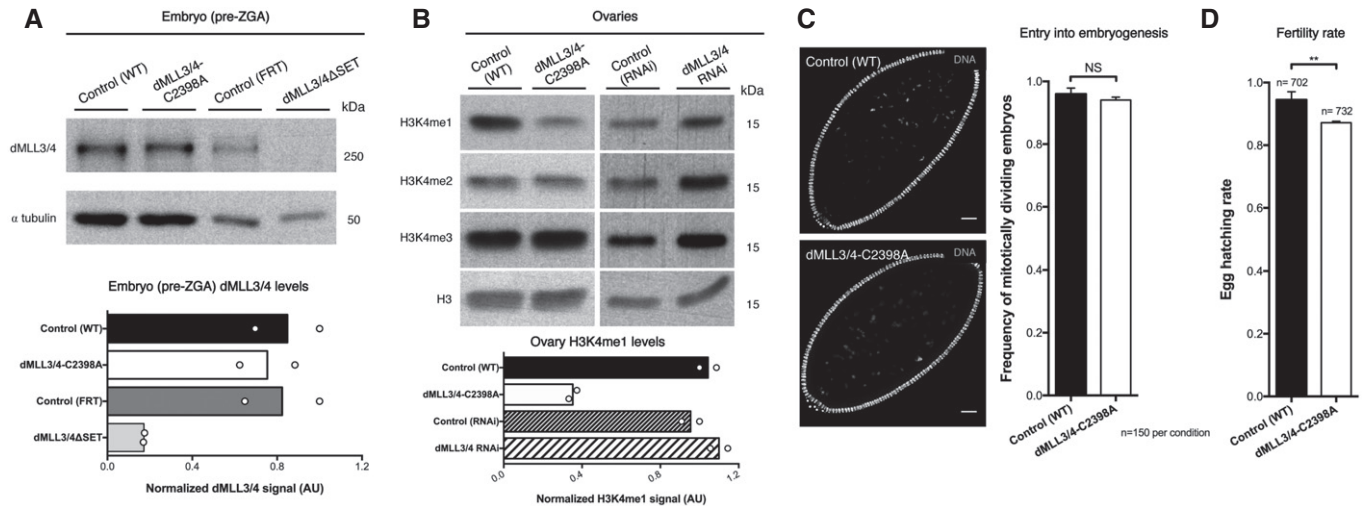 A
Embryo (pre-ZGA)
Control (WT)
dMLL3/4-
C2398A
Control (FRT)
dMLL3/4ΔSET
kDa
dMLL3/4
250
α tubulin
50
Embryo (pre-ZGA) dMLL3/4 levels
Control (WT)
dMLL3/4-C2398A
Control (FRT)
dMLL3/4ΔSET
0.0
0.4
0.8
1.2
Normalized dMLL3/4 signal (AU)
B
Ovaries
Control
(WT)
dMLL3/4-
C2398A
Control
(RNAi)
dMLL3/4
RNAi
kDa
H3K4me1
15
H3K4me2
15
H3K4me3
15
H3
15
Ovary H3K4me1 levels
Control (WT)
dMLL3/4-C2398A
Control (RNAi)
dMLL3/4 RNAi
0.0
0.4
0.8
1.2
Normalized H3K4me1 signal (AU)
C
Control (WT)
DNA
dMLL3/4-C2398A
DNA
Entry into embryogenesis
NS
Frequency of mitotically dividing embryos
1.0
0.8
0.6
0.4
0.2
0.0
Control (WT)
dMLL3/4-C2398A
n=150 per condition
D
Fertility rate
**
n= 702
n= 732
Egg hatching rate
1.0
0.8
0.6
0.4
0.2
0.0
Control (WT)
dMLL3/4-C2398A